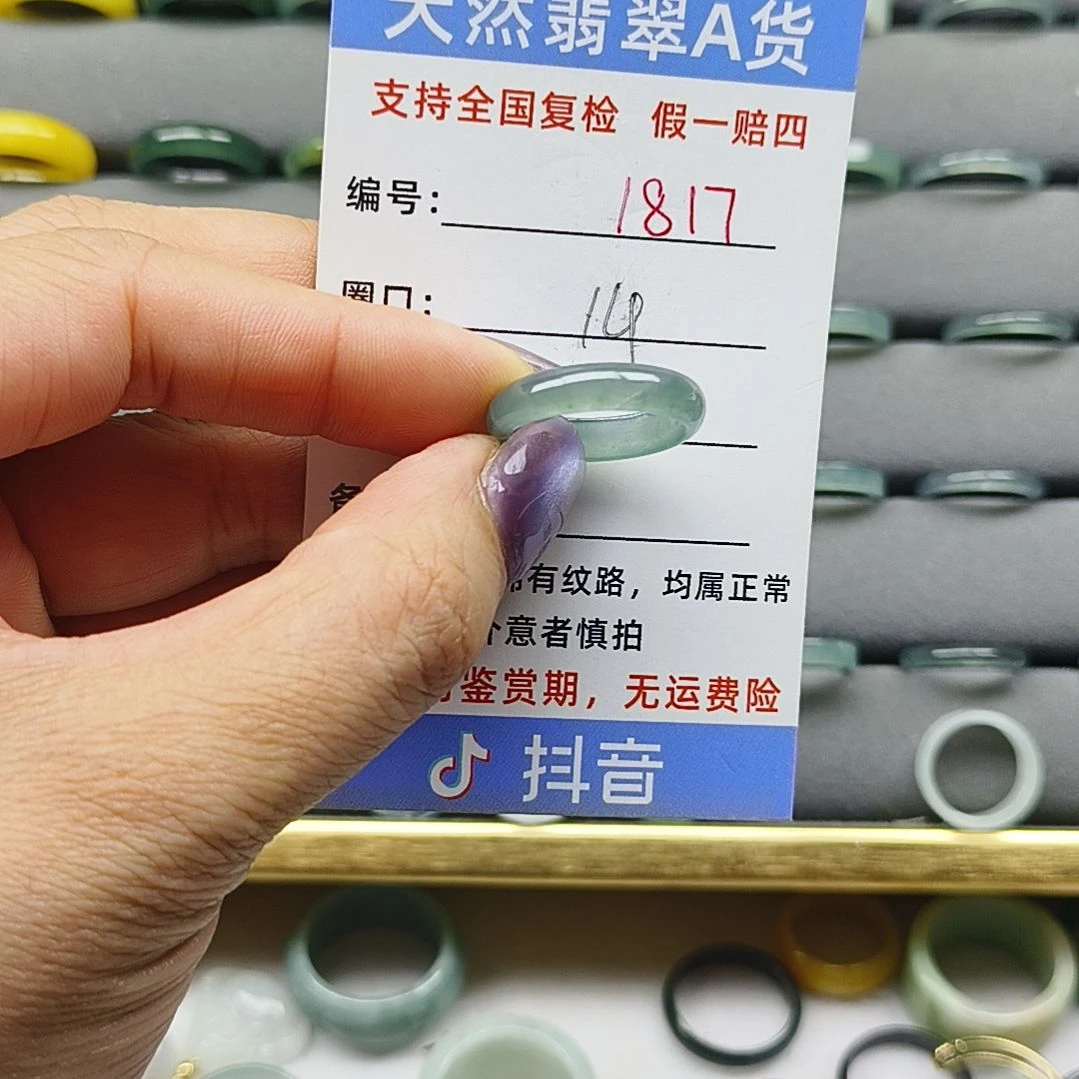 天然翡翠A货
支持全国复检 假一赔四
编号: 1817
圈口: 14
有纹路，均属正常
介意者慎拍
鉴赏期，无运费险
抖音